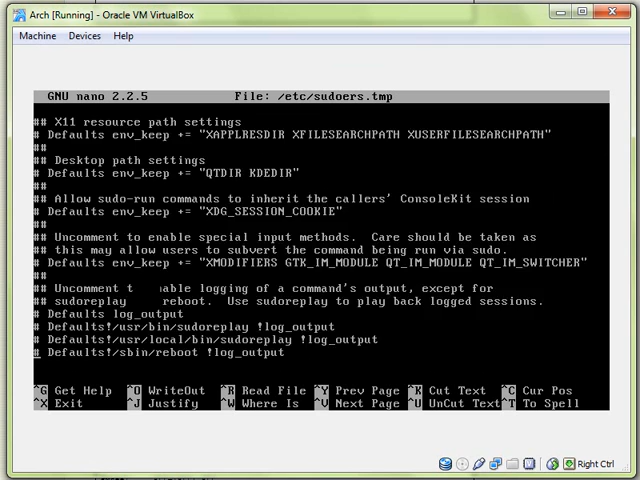 Arch [Running] - Oracle VM VirtualBox
Machine Devices Help
GNU nano 2.2.5 File: /etc/sudoers.tmp
## X11 resource path settings
# Defaults env_keep += "XAPPLRESDIR XFILESEARCHPATH XUSERFILESEARCHPATH"
##
## Desktop path settings
# Defaults env_keep += "QTDIR KDEDIR"
##
## Allow sudo-run commands to inherit the callers' ConsoleKit session
# Defaults env_keep += "XDG_SESSION_COOKIE"
##
## Uncomment to enable special input methods. Care should be taken as
## this may allow users to subvert the command being run via sudo.
# Defaults env_keep += "XMODIFIERS GTK_IM_MODULE QT_IM_MODULE QT_IM_SWITCHER"
##
## Uncomment t able logging of a command's output, except for
## sudoreplay reboot. Use sudoreplay to play back logged sessions.
# Defaults log_output
# Defaults!/usr/bin/sudoreplay !log_output
# Defaults!/usr/local/bin/sudoreplay !log_output
# Defaults!/sbin/reboot !log_output
^G Get Help ^O WriteOut ^R Read File ^Y Prev Page ^K Cut Text ^C Cur Pos
^X Exit ^J Justify ^W Where Is ^V Next Page ^U UnCut Text ^T To Spell
Right Ctrl